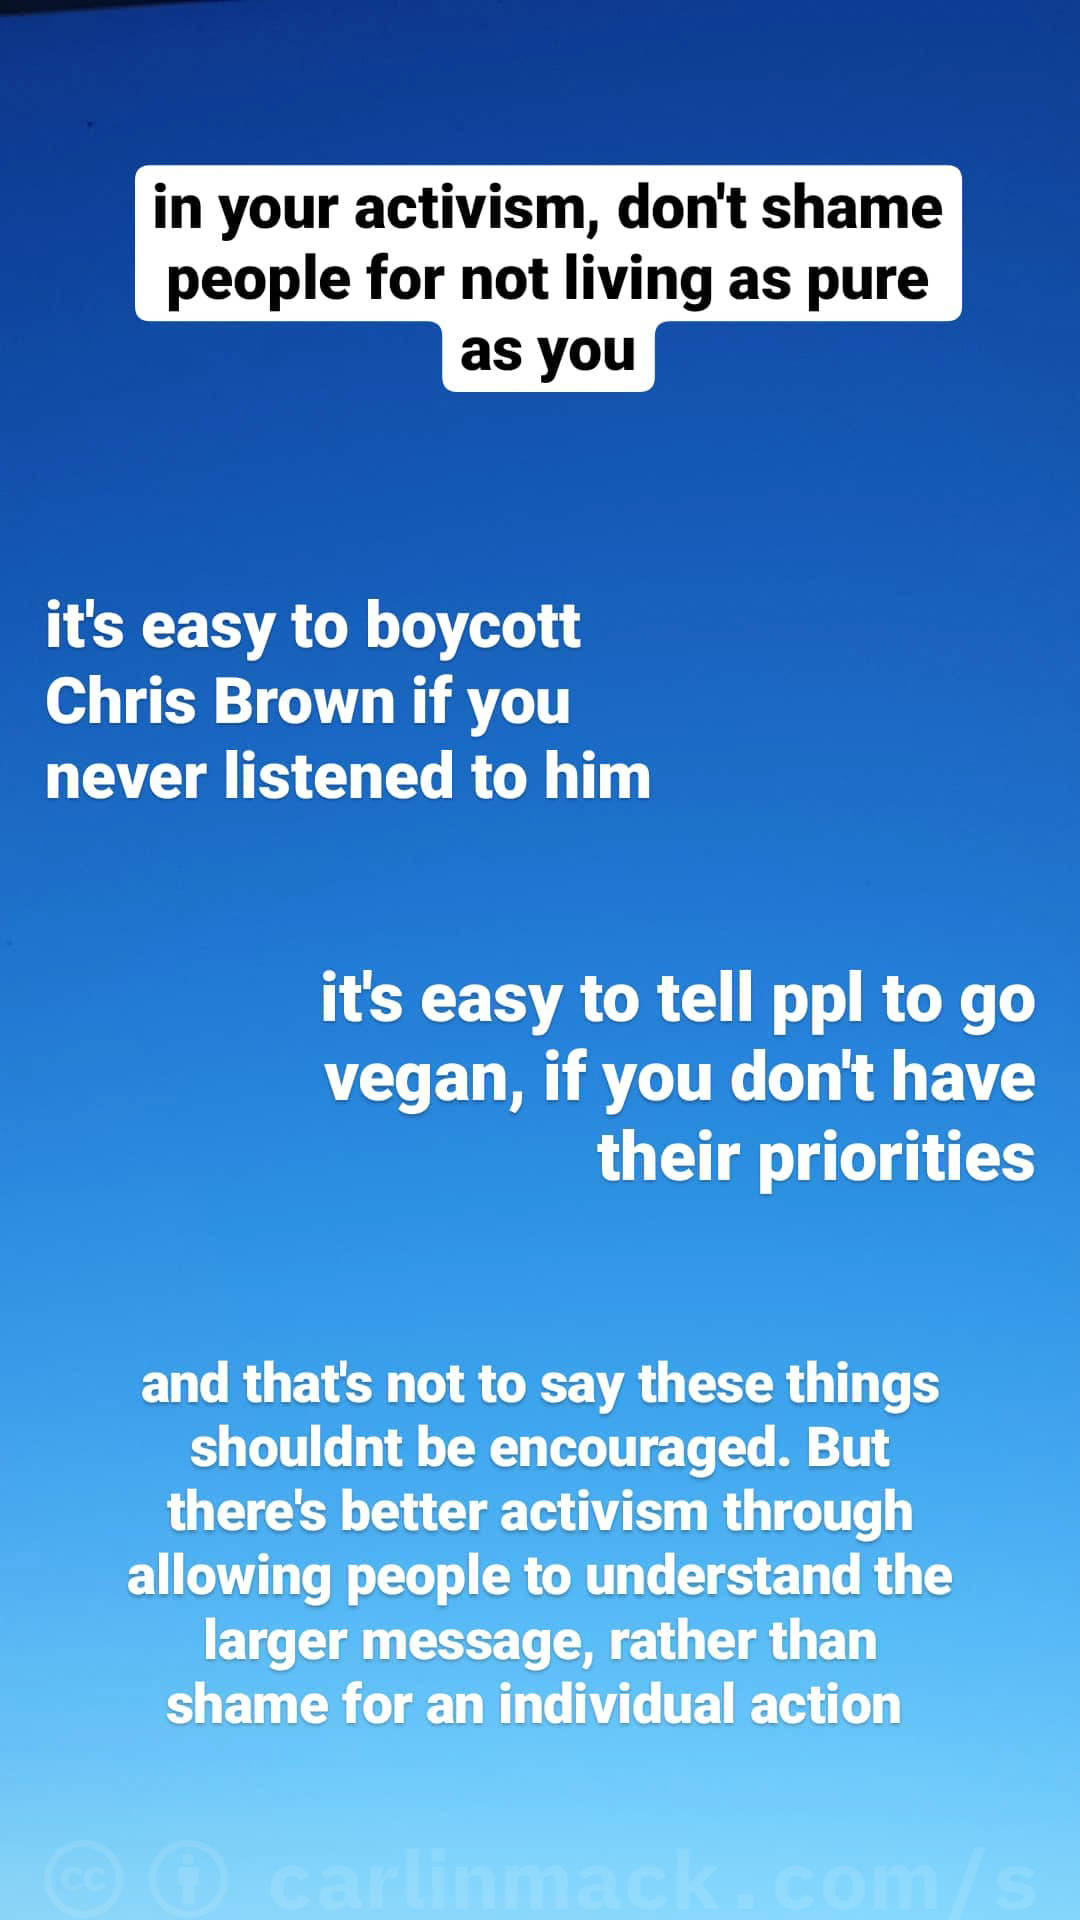 in your activism, don't shame
people for not living as pure
as you
it's easy to boycott
Chris Brown if you
never listened to him
it's easy to tell ppl to go
vegan, if you don't have
their priorities
and that's not to say these things
shouldnt be encouraged. But
there's better activism through
allowing people to understand the
larger message, rather than
shame for an individual action
cc carlinmack.com/s